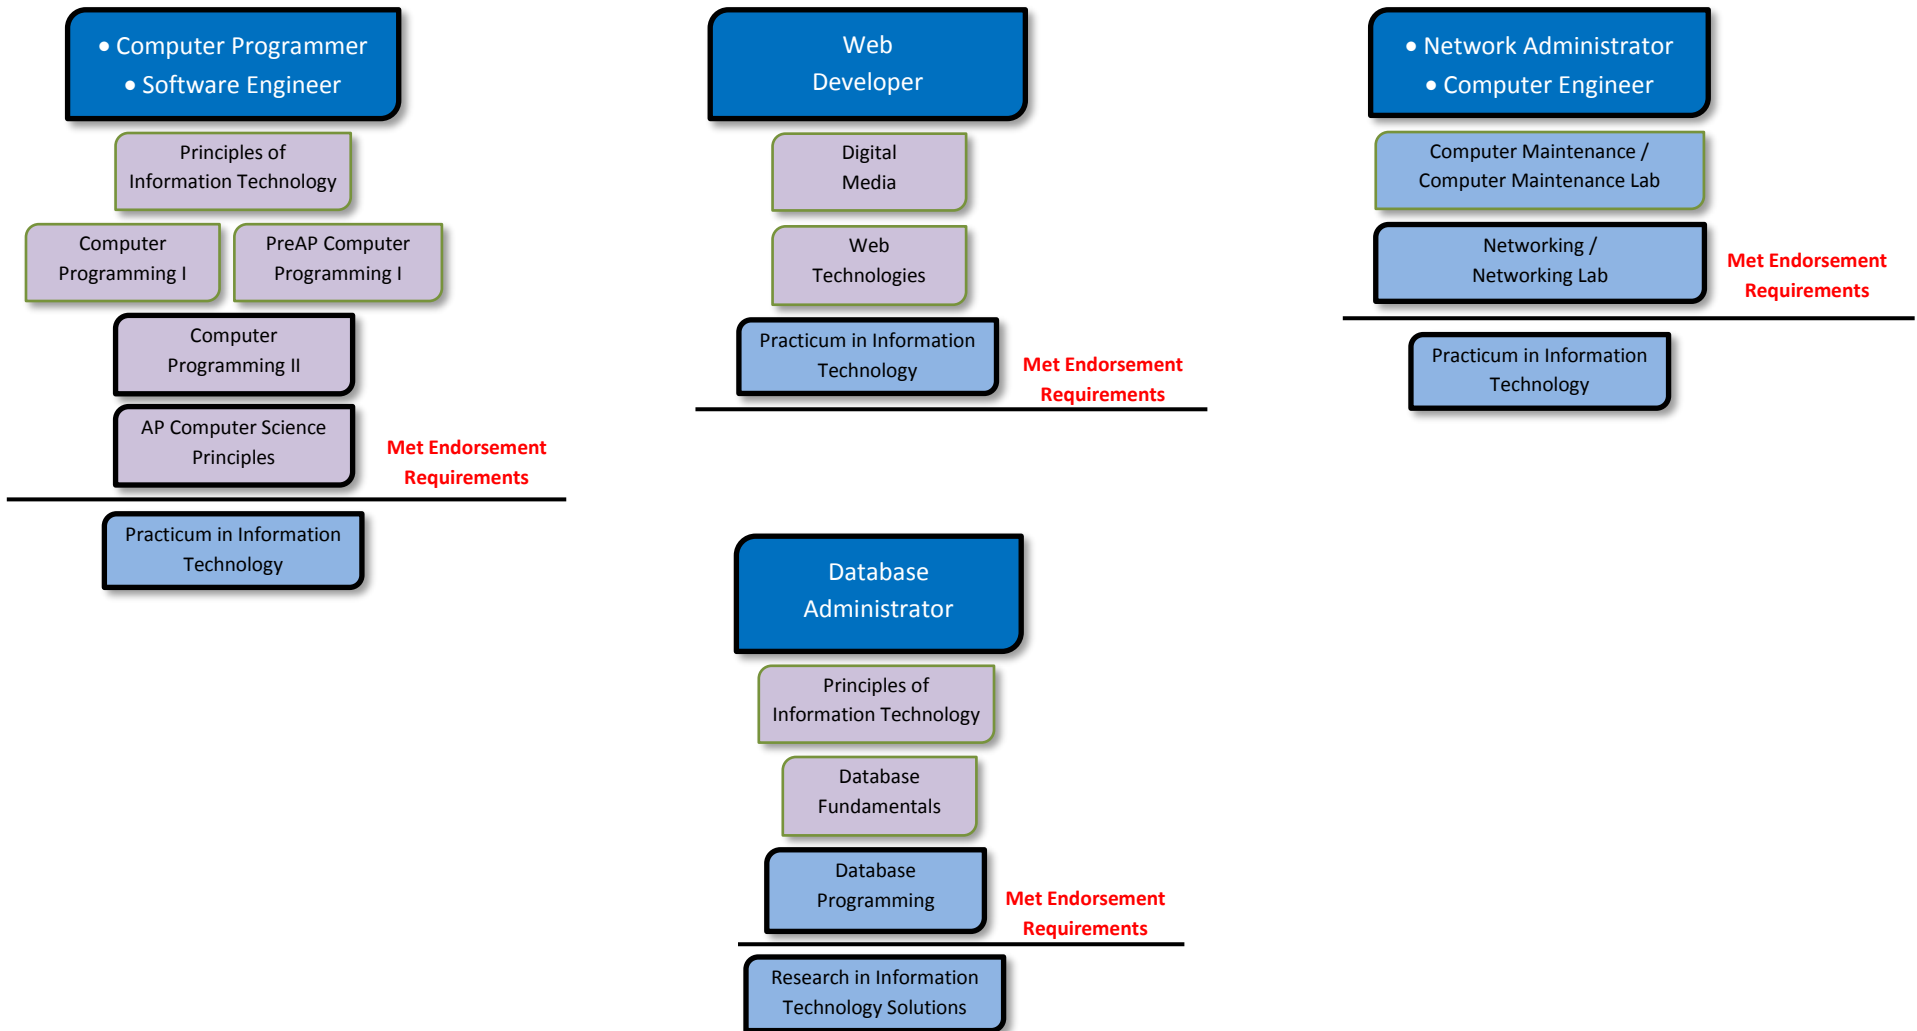 • Computer Programmer
• Software Engineer
Principles of
Information Technology
Computer
Programming I
PreAP Computer
Programming I
Computer
Programming II
AP Computer Science
Principles
Met Endorsement
Requirements
Practicum in Information
Technology
Web
Developer
Digital
Media
Web
Technologies
Practicum in Information
Technology
Met Endorsement
Requirements
• Network Administrator
• Computer Engineer
Computer Maintenance /
Computer Maintenance Lab
Networking /
Networking Lab
Met Endorsement
Requirements
Practicum in Information
Technology
Database
Administrator
Principles of
Information Technology
Database
Fundamentals
Database
Programming
Met Endorsement
Requirements
Research in Information
Technology Solutions